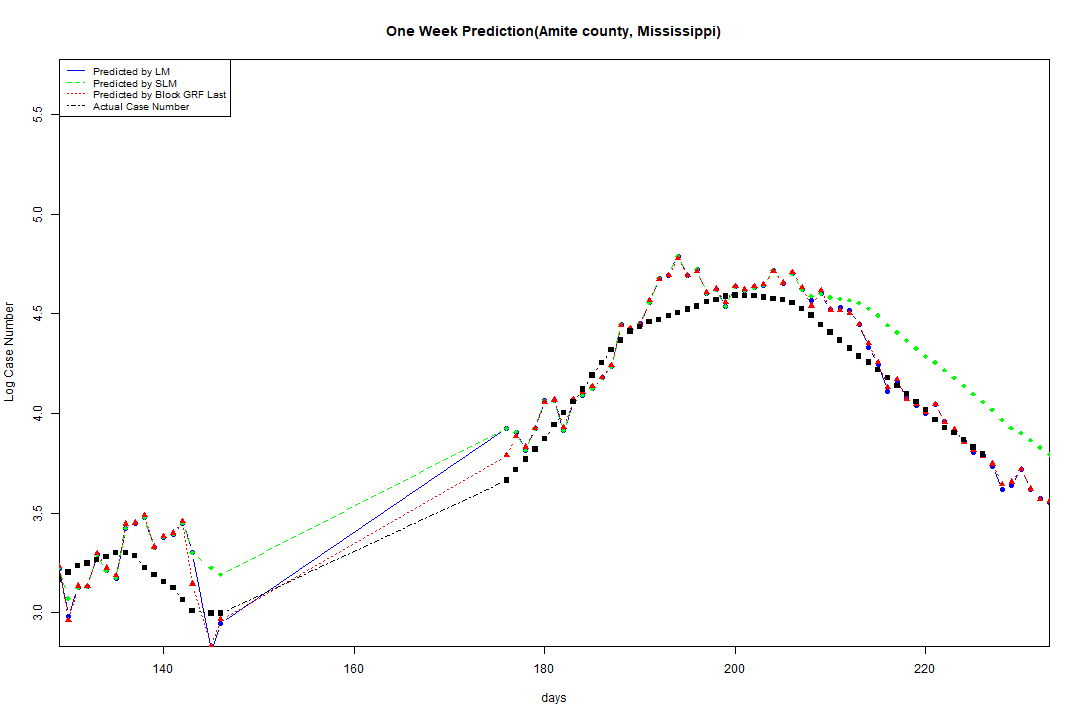 One Week Prediction(Amite county, Mississippi)
Predicted by LM
Predicted by SLM
Predicted by Block GRF Last
Actual Case Number
Log Case Number
5.5
5.0
4.5
4.0
3.5
3.0
140 160 180 200 220
days